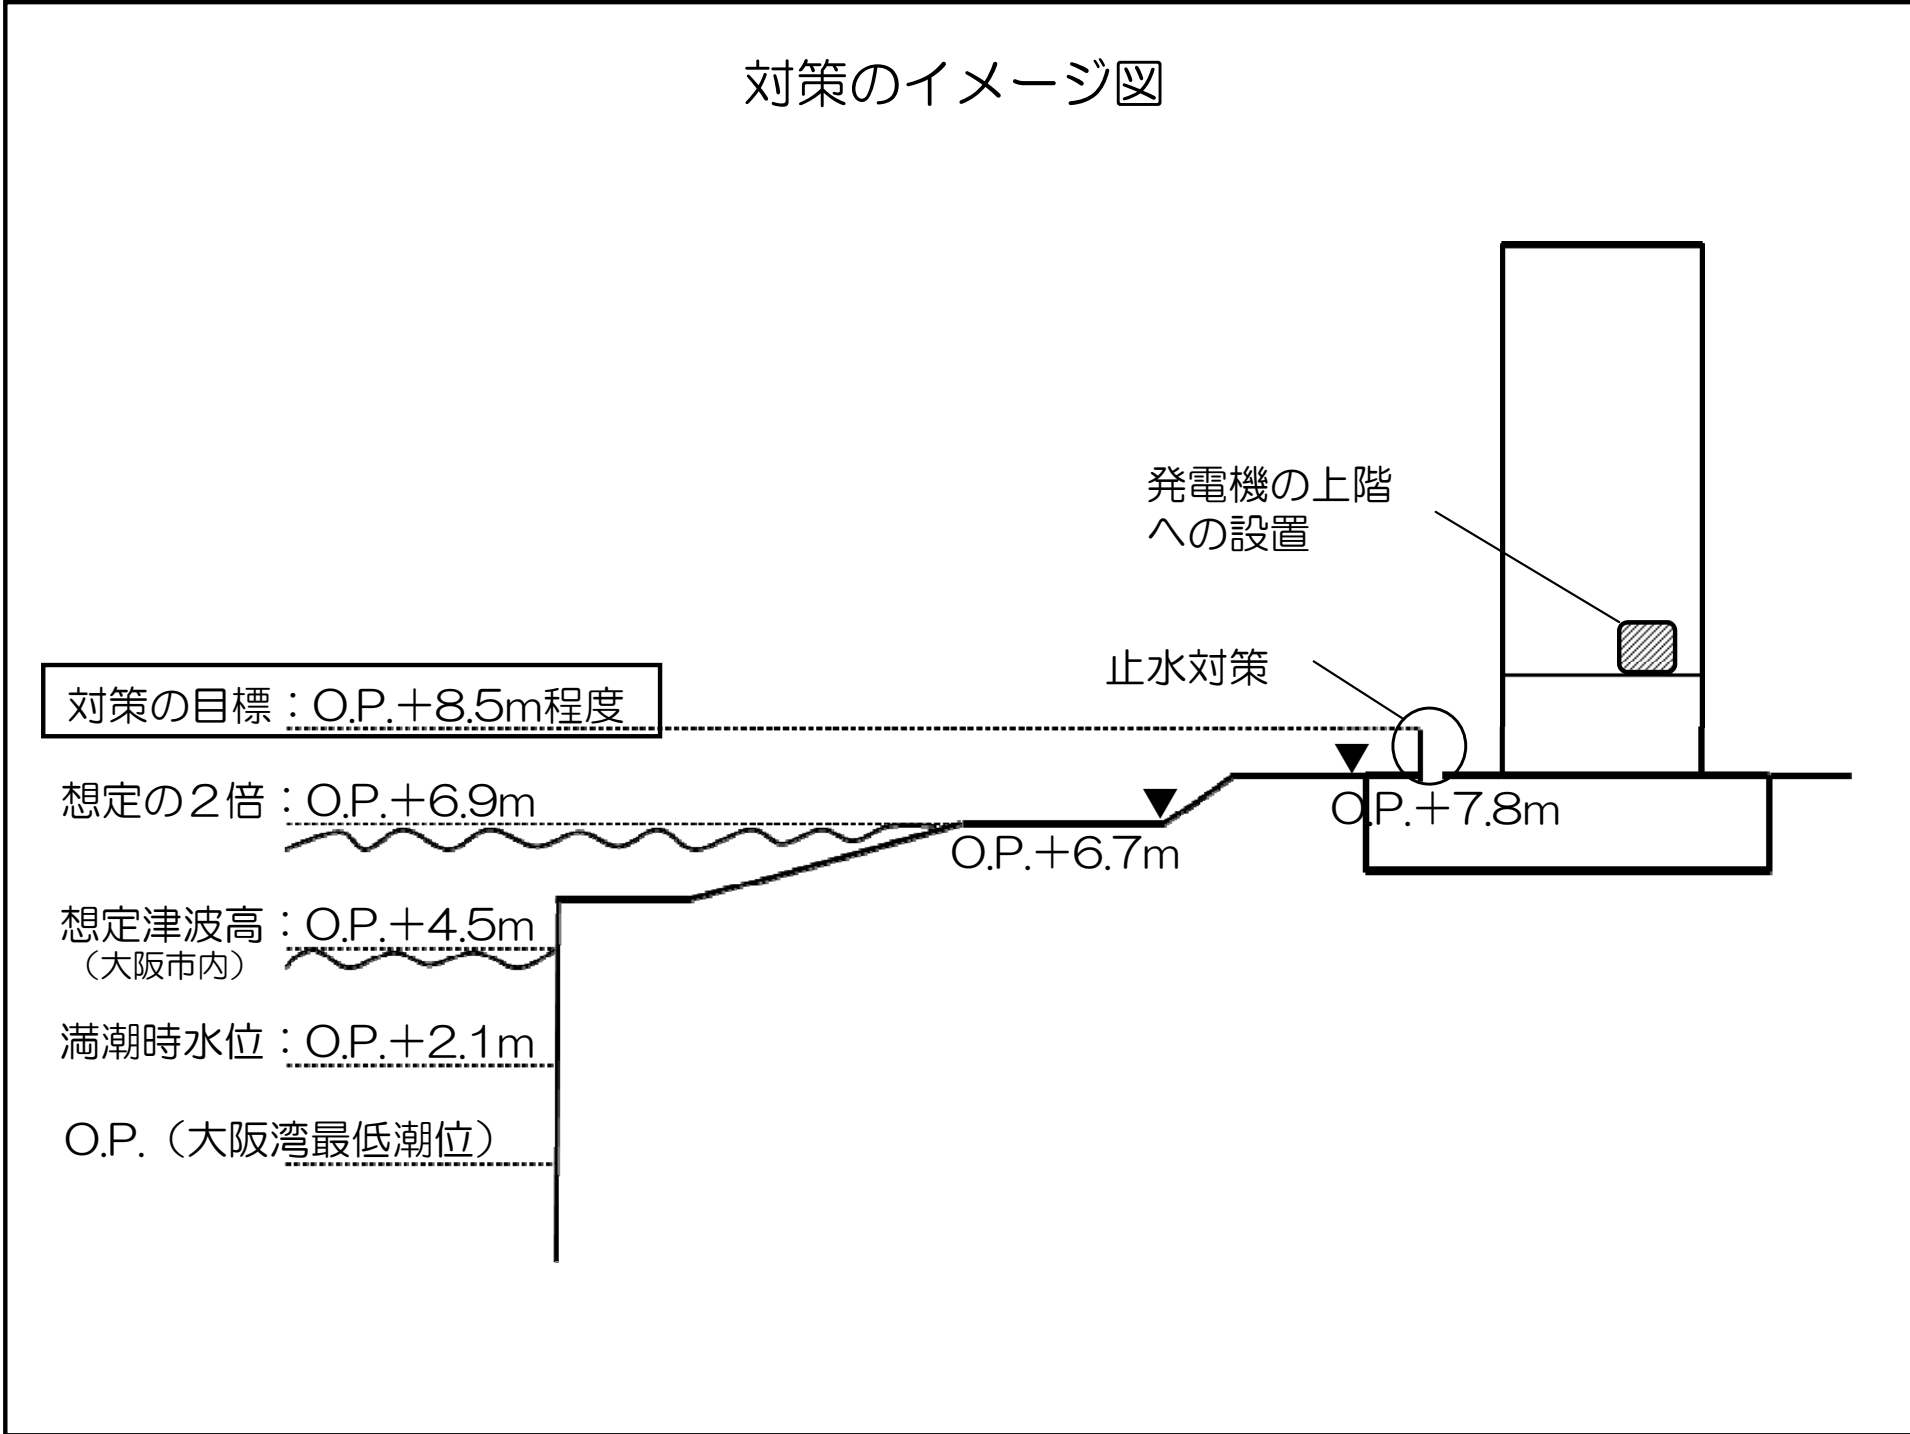 対策のイメージ図
発電機の上階
への設置
止水対策
対策の目標：O.P.＋8.5m程度
想定の２倍：O.P.＋6.9m
O.P.＋7.8m
O.P.＋6.7m
想定津波高：O.P.＋4.5m
（大阪市内）
満潮時水位：O.P.＋2.1m
O.P.（大阪湾最低潮位）